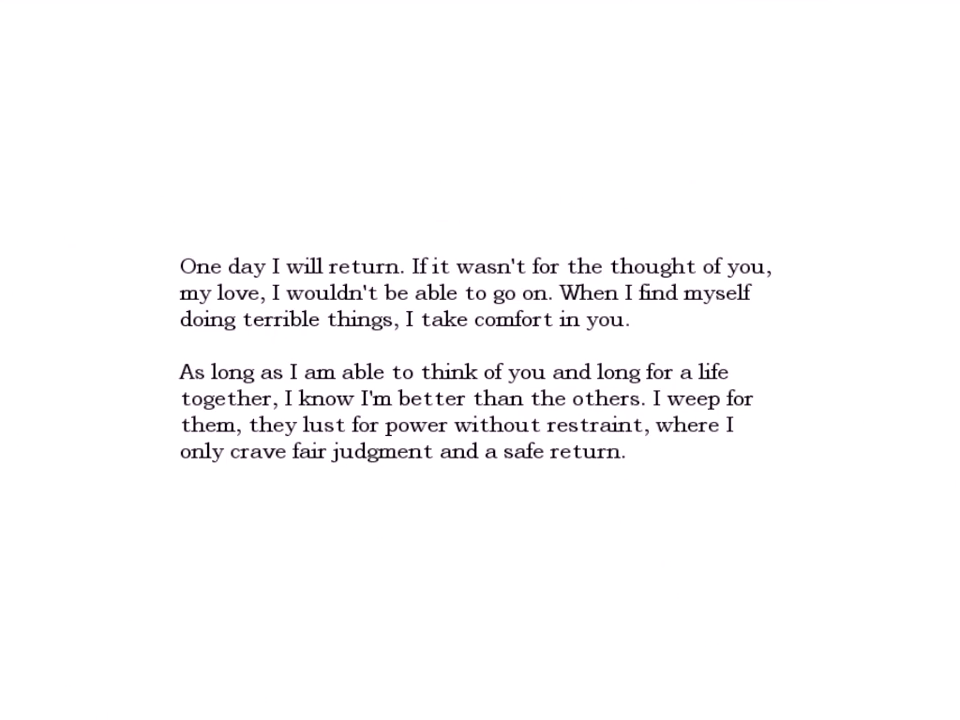 One day I will return. If it wasn't for the thought of you,
my love, I wouldn't be able to go on. When I find myself
doing terrible things, I take comfort in you.
As long as I am able to think of you and long for a life
together, I know I'm better than the others. I weep for
them, they lust for power without restraint, where I
only crave fair judgment and a safe return.